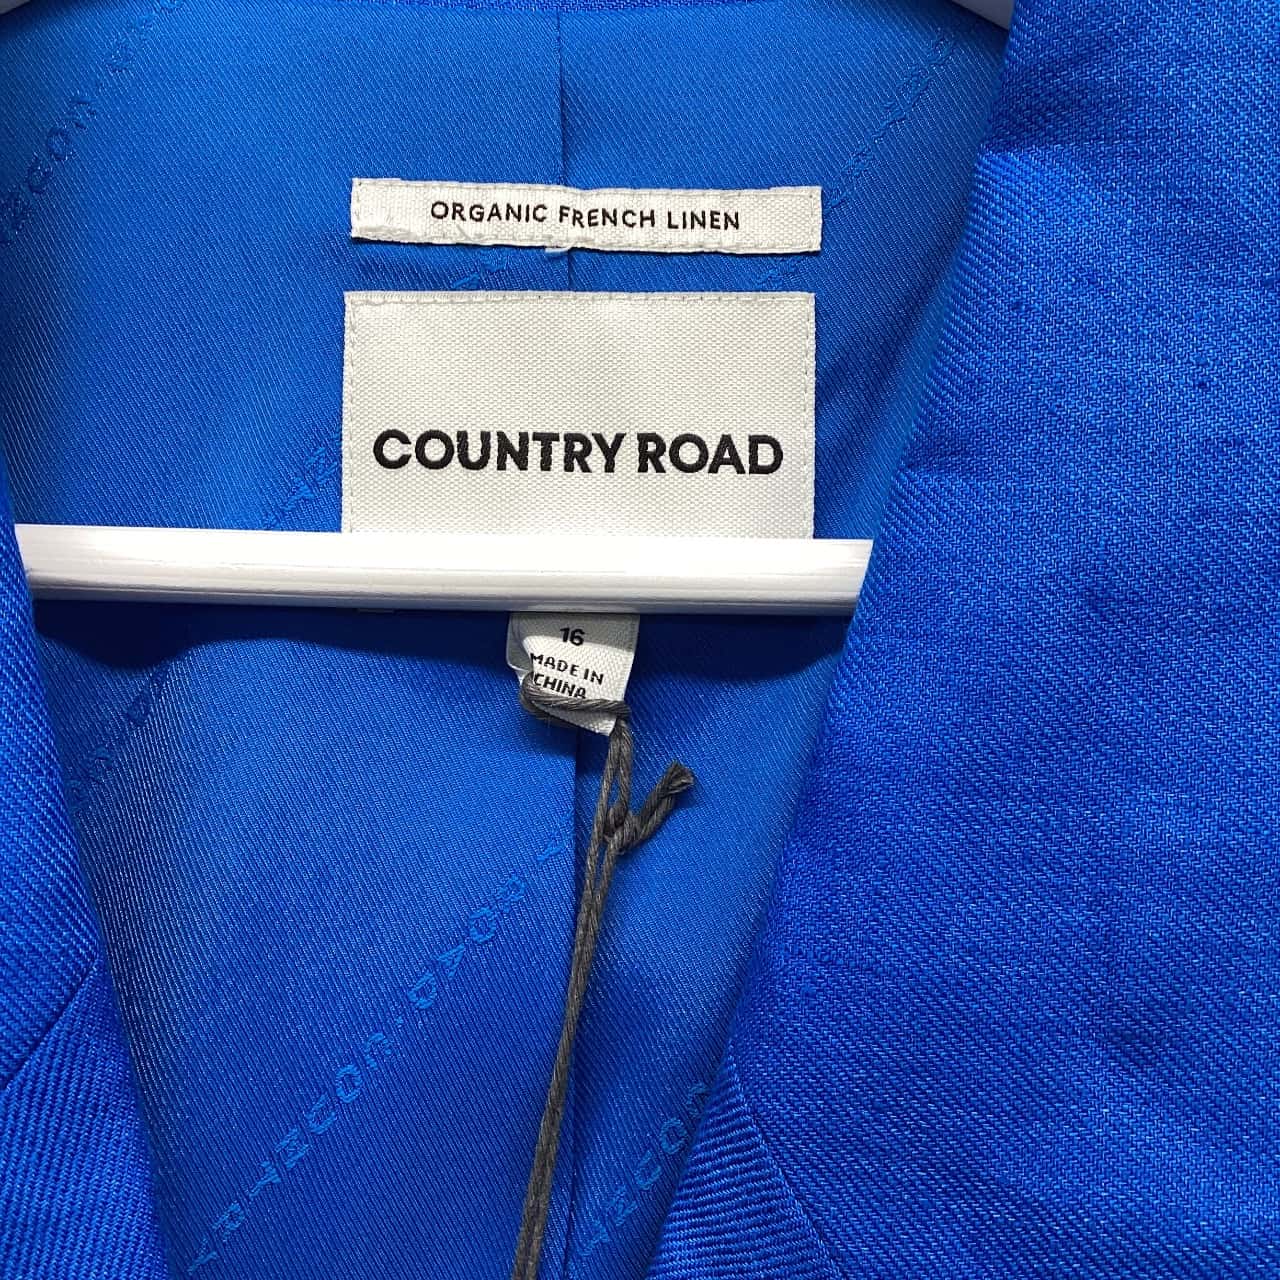 ORGANIC FRENCH LINEN
COUNTRY ROAD
16
MADE IN
CHINA